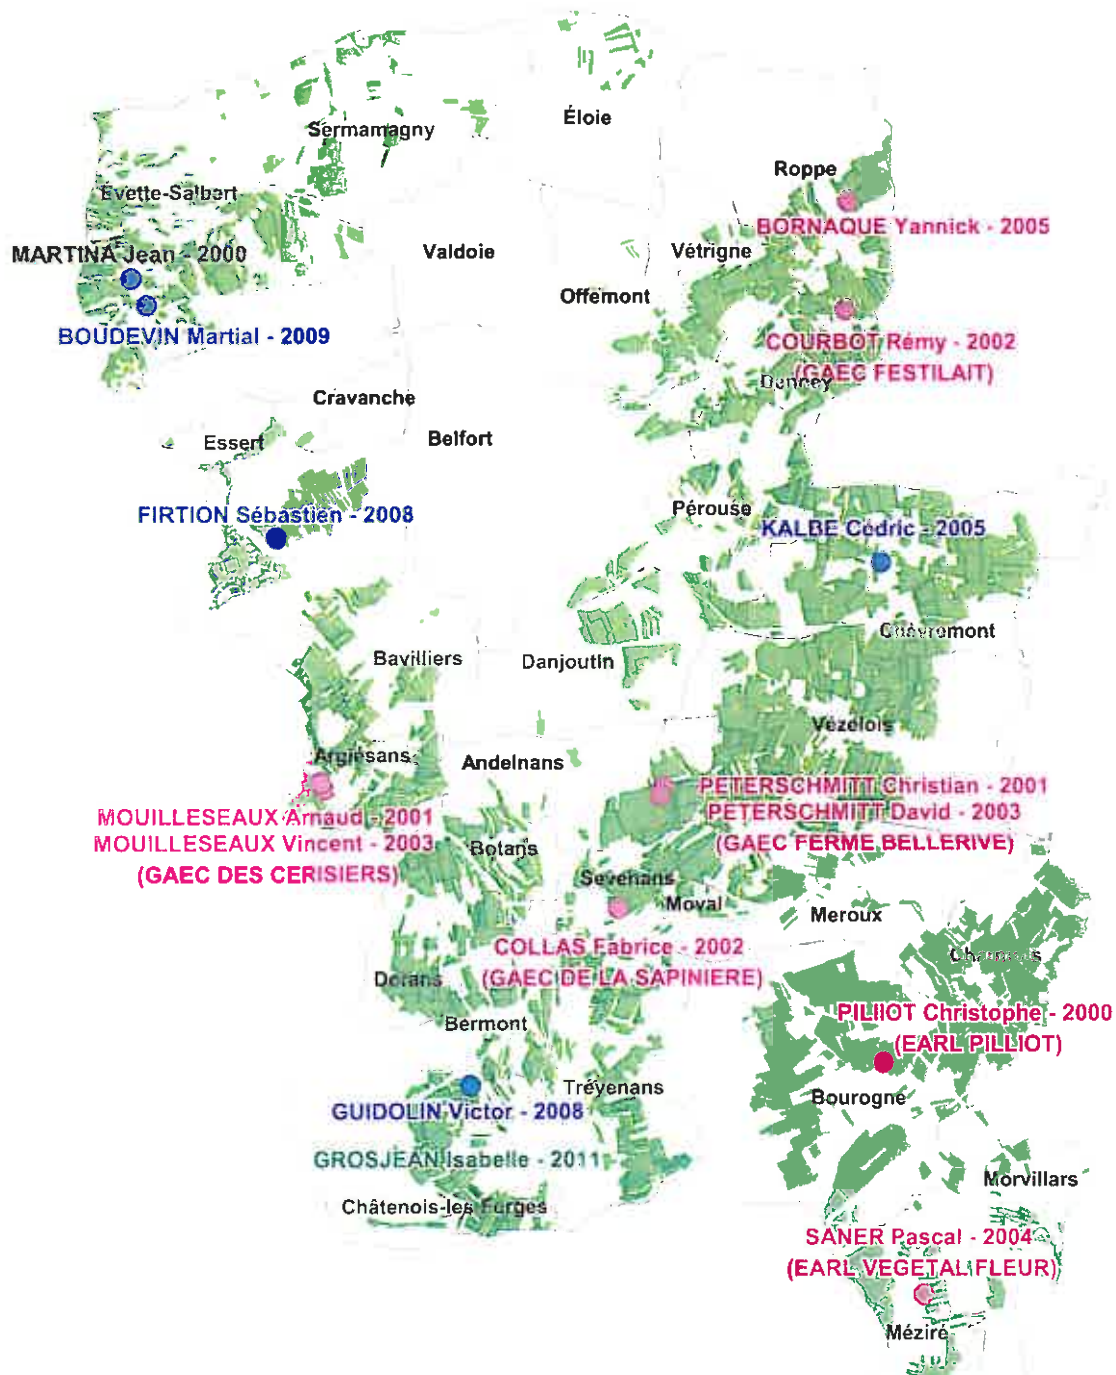 Éloie
Sermamagny
Roppe
Evette-Salbert
BORNAQUE Yannick - 2005
MARTINA Jean - 2000
Valdoie
Vétrigne
Offemont
BOUDEVIN Martial - 2009
COURBOT Rémy - 2002
(GAEC FESTILAIT)
Denney
Cravanche
Essert
Belfort
Pérouse
FIRTION Sébastien - 2008
KALBE Cédric - 2005
Chèvremont
Bavilliers
Danjoutin
Vézelois
Argiésans
Andelnans
PETERSCHMITT Christian - 2001
MOUILLESEAUX Arnaud - 2001
PETERSCHMITT David - 2003
MOUILLESEAUX Vincent - 2003
(GAEC FERME BELLERIVE)
Botans
(GAEC DES CERISIERS)
Sevenans
Moval
Meroux
COLLAS Fabrice - 2002
Charmois
Dorans
(GAEC DE LA SAPINIERE)
PILIIOT Christophe - 2000
Bermont
(EARL PILLIOT)
Trévenans
Bourogne
GUIDOLIN Victor - 2008
GROSJEAN Isabelle - 2011
Morvillars
Châtenois-les Forges
SANER Pascal - 2004
(EARL VEGETAL FLEUR)
Méziré